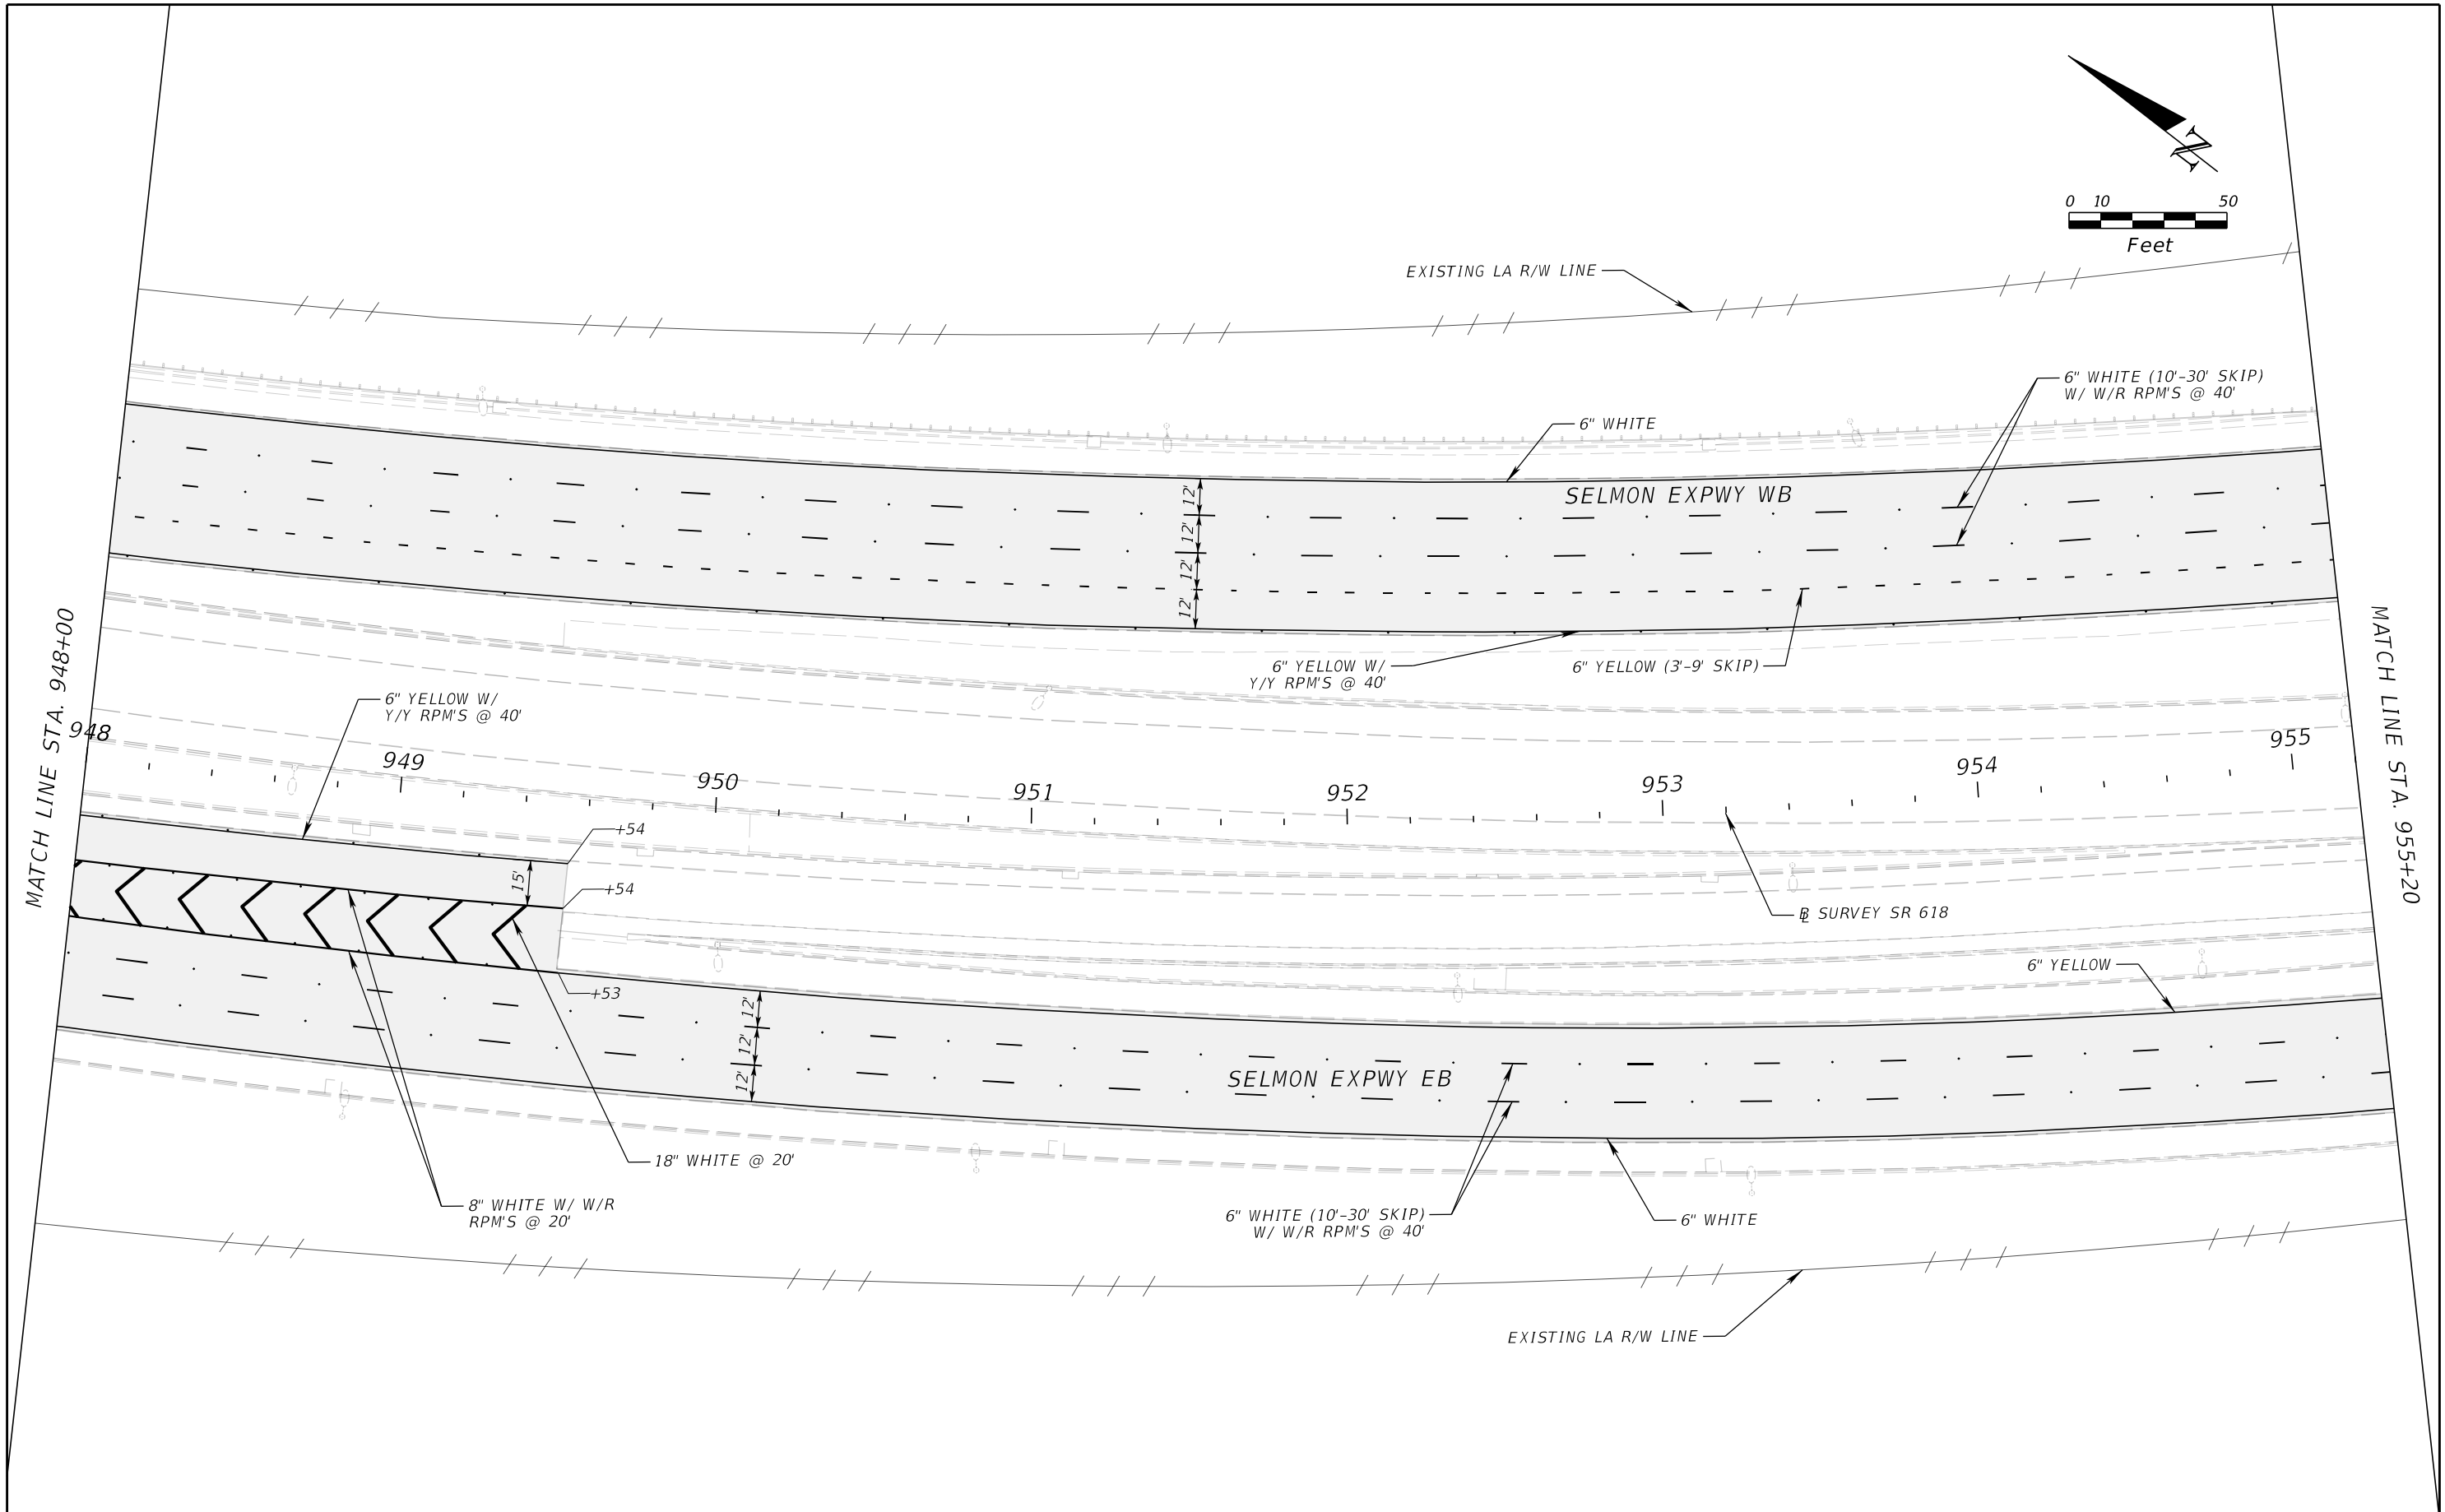 N
0 10 50
Feet
EXISTING LA R/W LINE
6" WHITE (10'-30' SKIP)
W/ W/R RPM'S @ 40'
6" WHITE
SELMON EXPWY WB
12'
12'
12'
12'
6" YELLOW W/
Y/Y RPM'S @ 40'
6" YELLOW (3'-9' SKIP)
MATCH LINE STA. 948+00
MATCH LINE STA. 955+20
6" YELLOW W/
Y/Y RPM'S @ 40'
948
949
950
951
952
953
954
955
+54
15'
+54
+53
BL SURVEY SR 618
6" YELLOW
12'
12'
12'
SELMON EXPWY EB
18" WHITE @ 20'
8" WHITE W/ W/R
RPM'S @ 20'
6" WHITE (10'-30' SKIP)
W/ W/R RPM'S @ 40'
6" WHITE
EXISTING LA R/W LINE